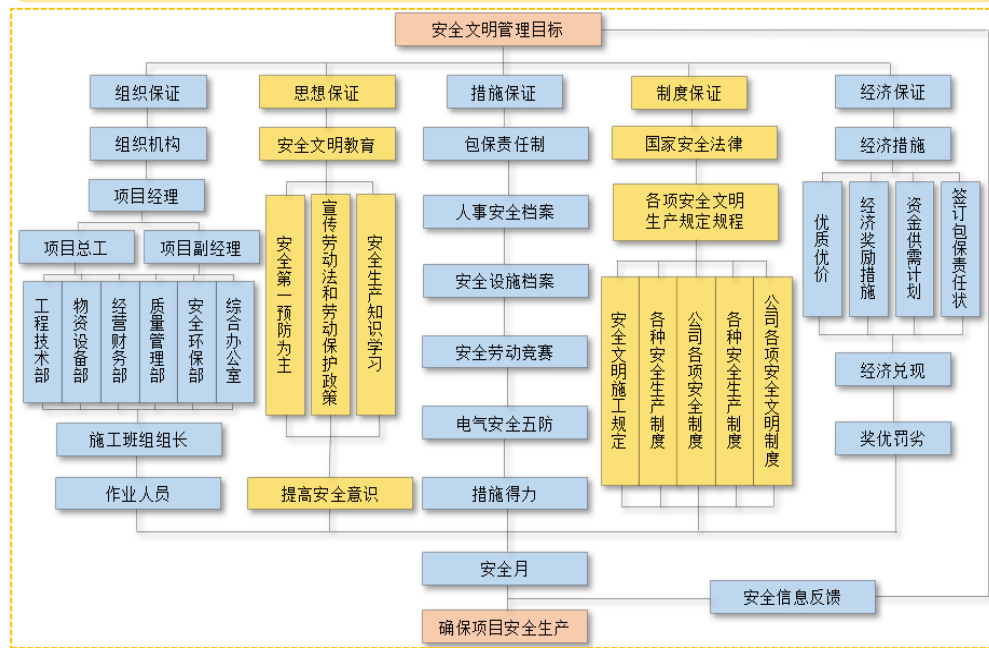 安全文明管理目标
组织保证
思想保证
措施保证
制度保证
经济保证
组织机构
安全文明教育
包保责任制
国家安全法律
经济措施
项目经理
人事安全档案
各项安全文明
生产规定规程
项目总工
项目副经理
安全第一预防为主
宣传劳动法和劳动保护政策
安全生产知识学习
优质优价
经济奖励措施
资金供需计划
签订包保责任状
安全设施档案
工程技术部
物资设备部
经营财务部
质量管理部
安全环保部
综合办公室
安全劳动竞赛
安全文明施工规定
各种安全生产制度
公司各项安全制度
各种安全生产制度
公司各项安全文明制度
经济兑现
施工班组组长
电气安全五防
奖优罚劣
作业人员
提高安全意识
措施得力
安全月
安全信息反馈
确保项目安全生产